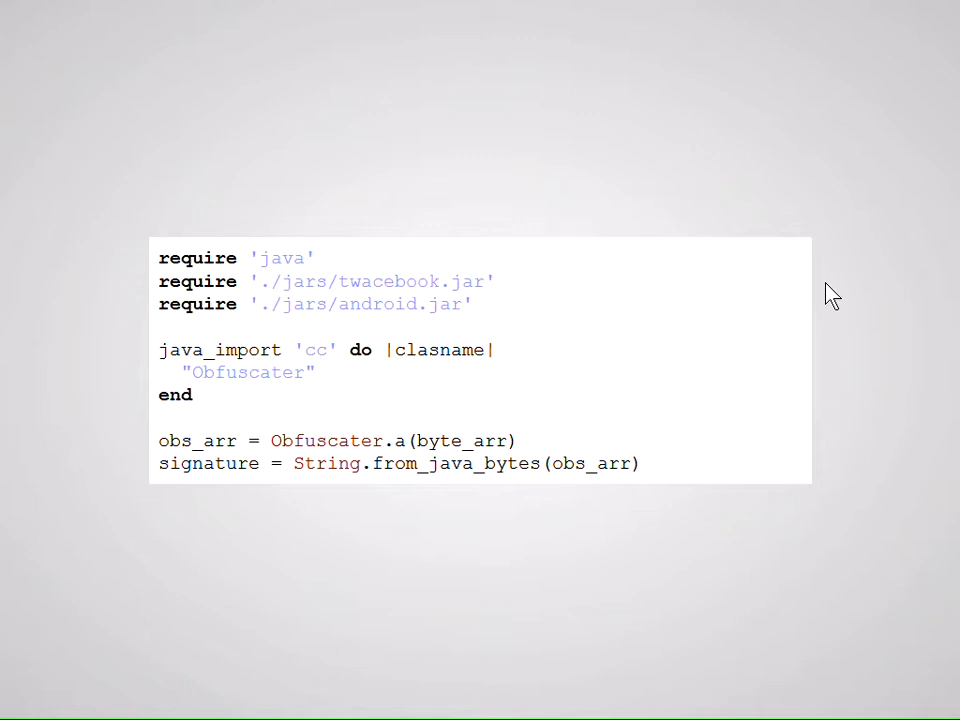 require 'java'
require './jars/twacebook.jar'
require './jars/android.jar'
java_import 'cc' do |clasname|
"Obfuscater"
end
obs_arr = Obfuscater.a(byte_arr)
signature = String.from_java_bytes(obs_arr)